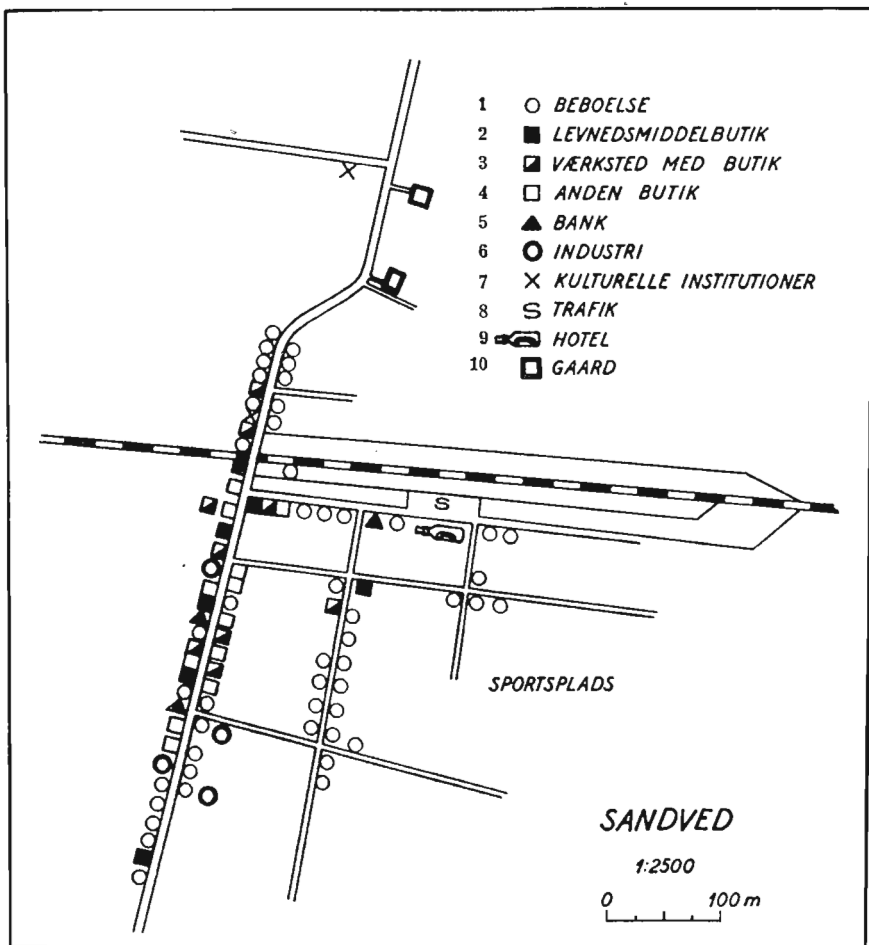 1 BEBOELSE
2 LEVNEDSMIDDELBUTIK
3 VÆRKSTED MED BUTIK
4 ANDEN BUTIK
5 BANK
6 INDUSTRI
7 KULTURELLE INSTITUTIONER
8 S TRAFIK
9 HOTEL
10 GAARD
S
SPORTSPLADS
SANDVED
1:2500
0 100 m